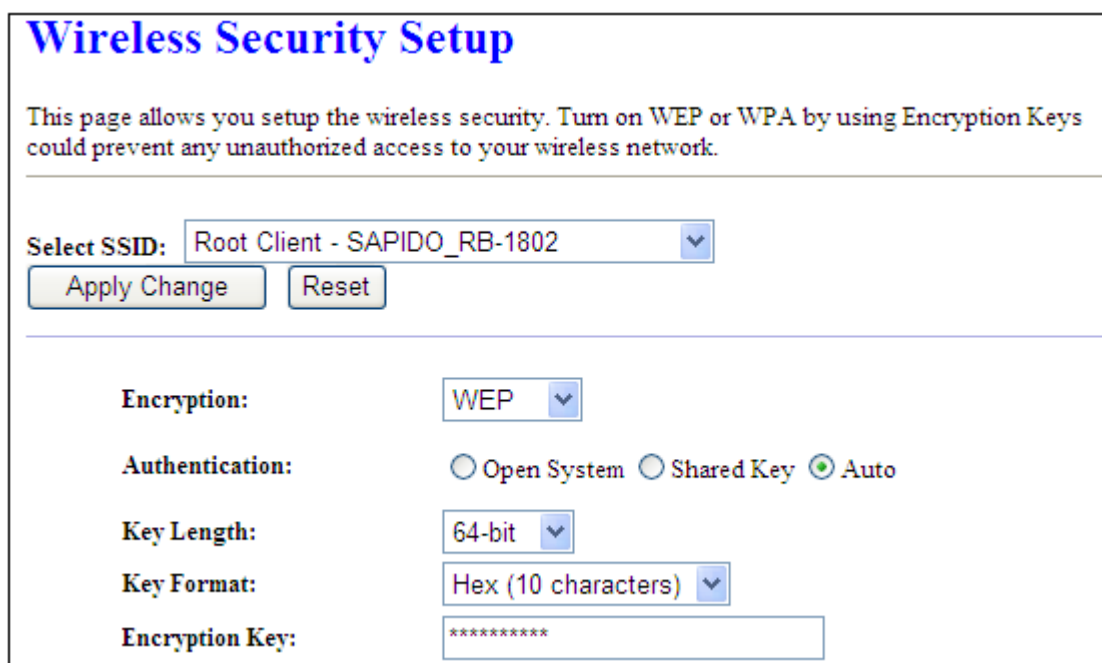 Wireless Security Setup
This page allows you setup the wireless security. Turn on WEP or WPA by using Encryption Keys
could prevent any unauthorized access to your wireless network.
Select SSID: Root Client - SAPIDO_RB-1802
Apply Change Reset
Encryption: WEP
Authentication: Open System Shared Key Auto
Key Length: 64-bit
Key Format: Hex (10 characters)
Encryption Key: **********